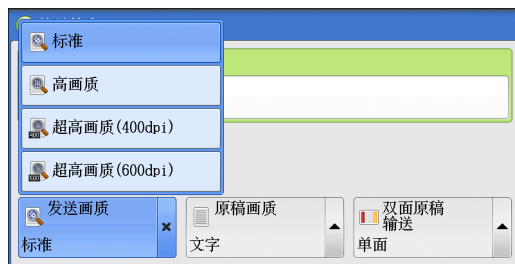 标准
高画质
超高画质(400dpi)
超高画质(600dpi)
发送画质
标准
原稿画质
文字
双面原稿
输送
单面